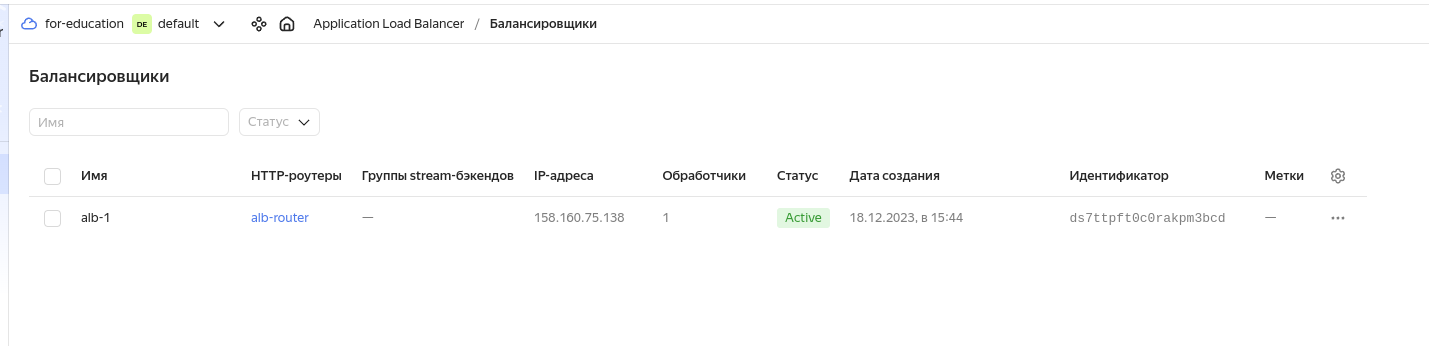 for-education DE default Application Load Balancer / Балансировщики
Балансировщики
Имя Статус
Имя HTTP-роутеры Группы stream-бэкендов IP-адреса Обработчики Статус Дата создания Идентификатор Метки
alb-1 alb-router — 158.160.75.138 1 Active 18.12.2023, в 15:44 ds7ttpft0c0rakpm3bcd —